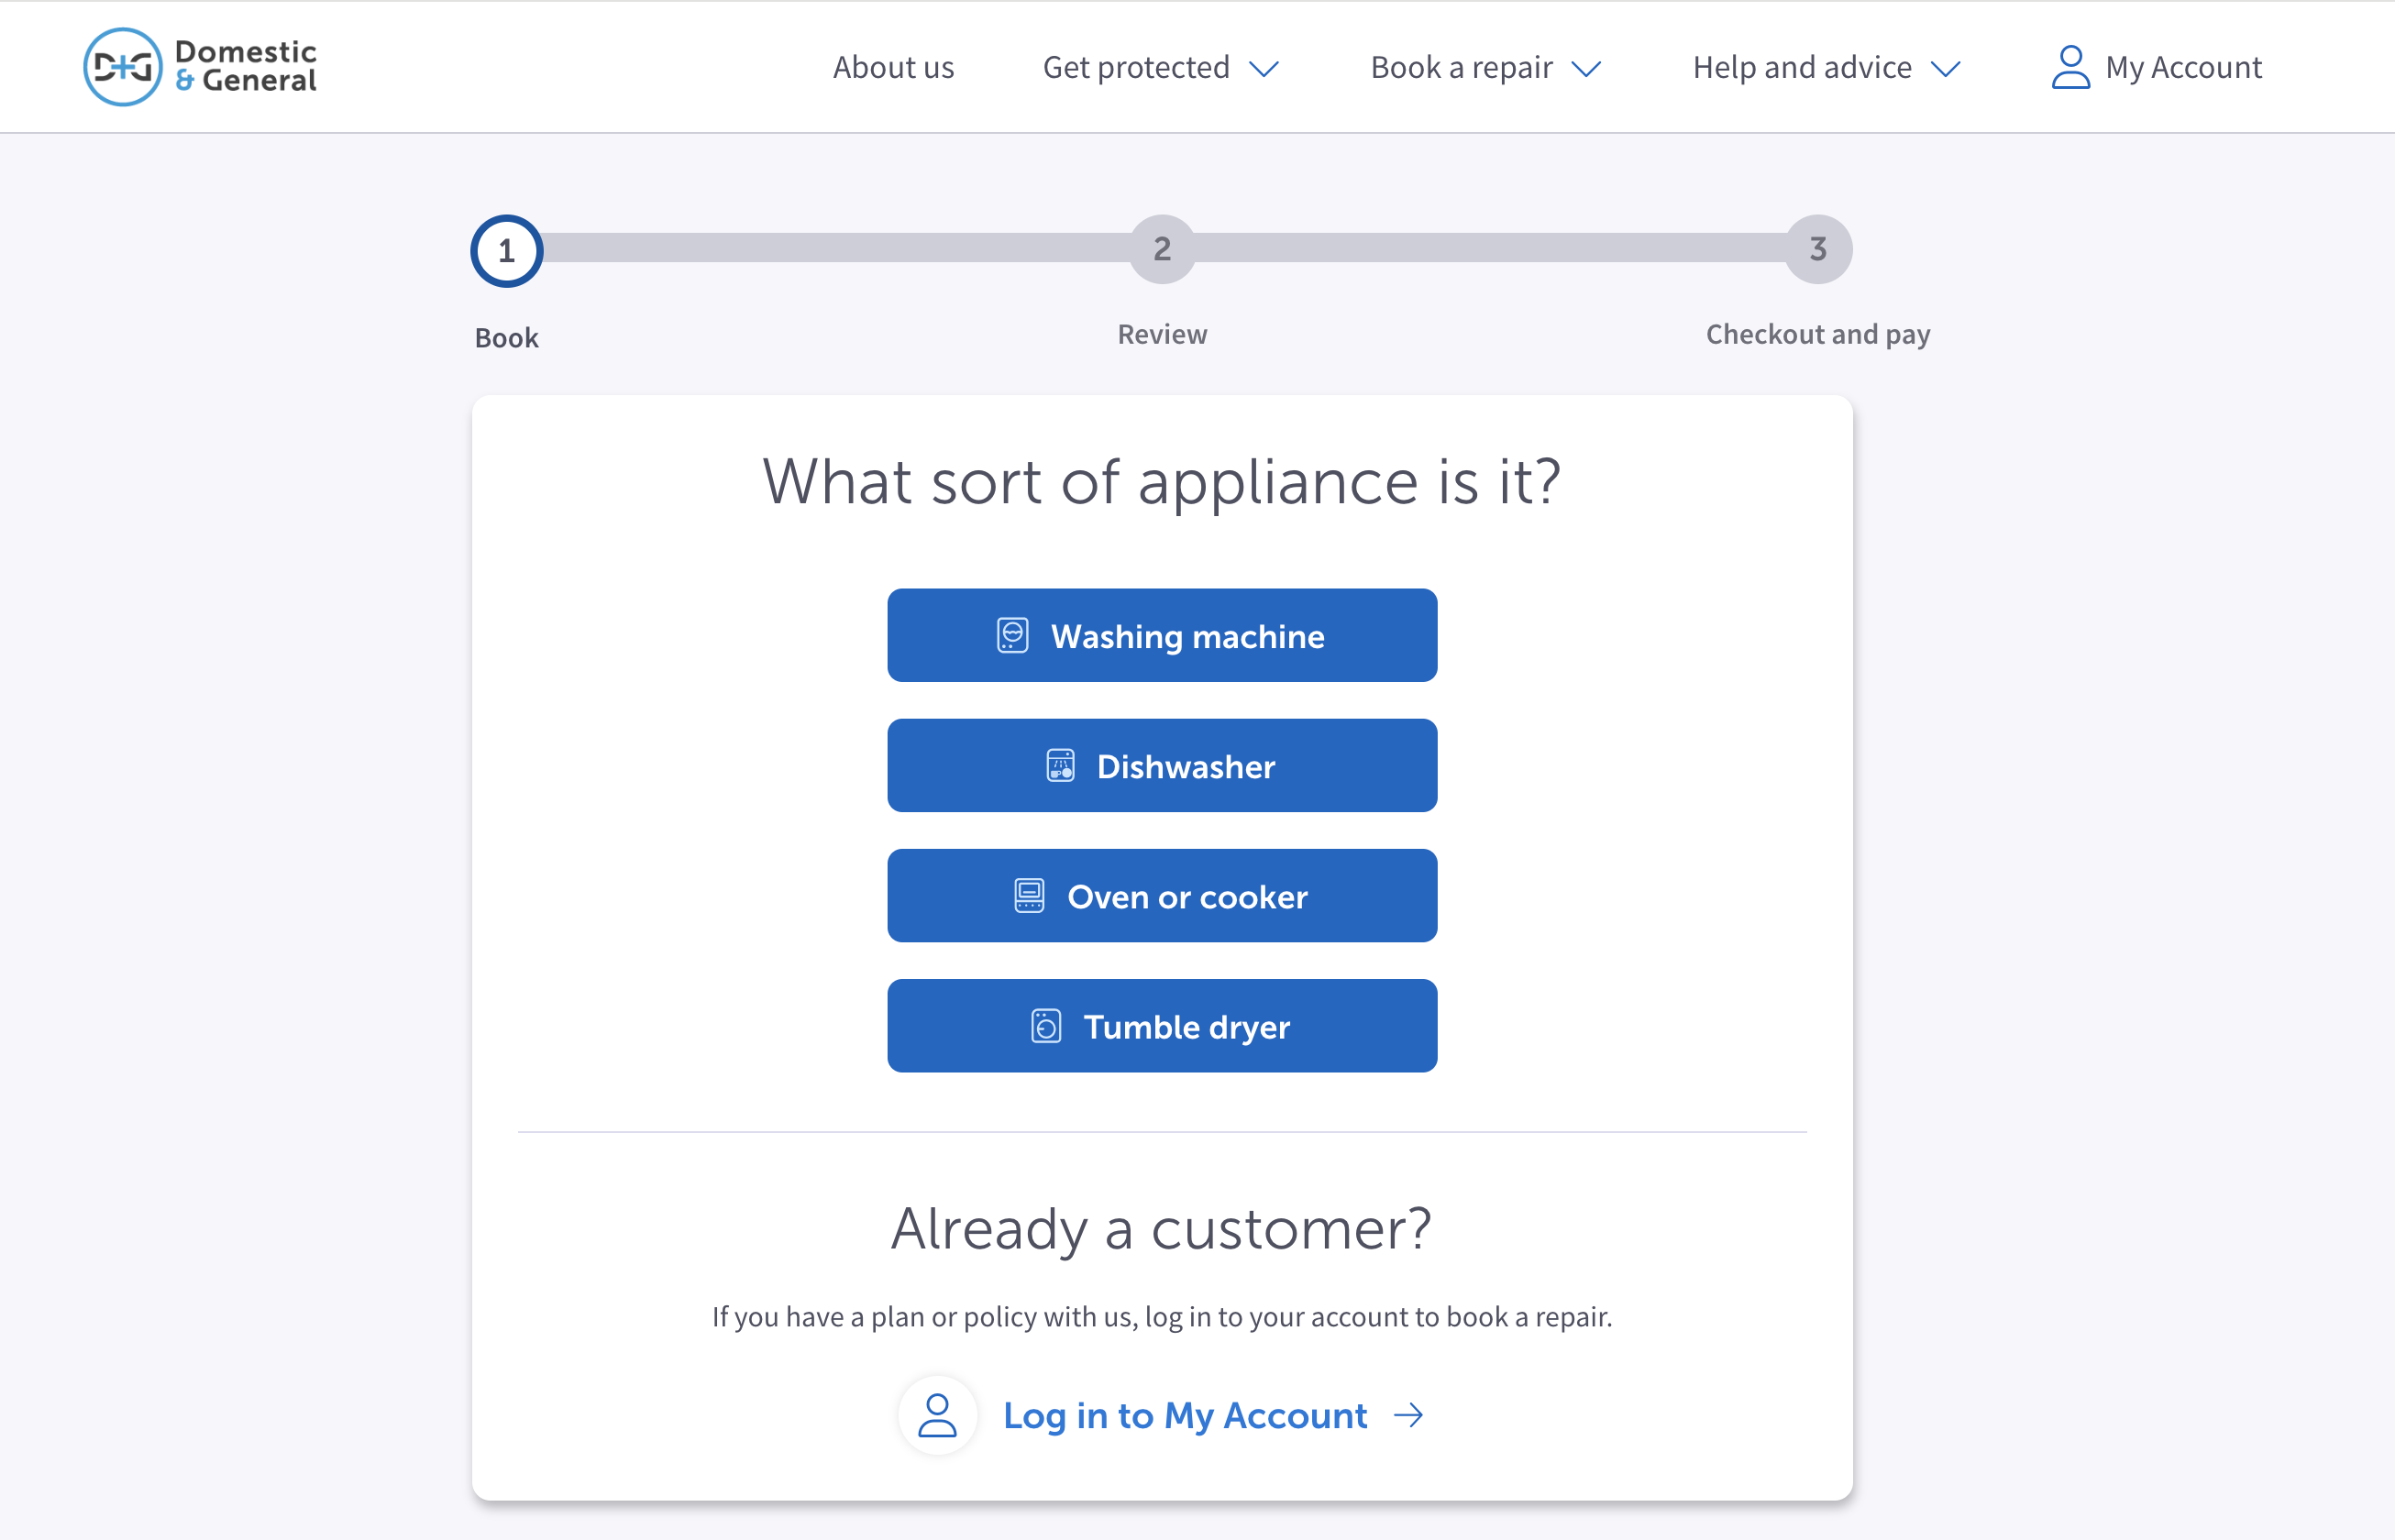 D+G Domestic
& General
About us
Get protected
Book a repair
Help and advice
My Account
1
2
3
Book
Review
Checkout and pay
What sort of appliance is it?
Washing machine
Dishwasher
Oven or cooker
Tumble dryer
Already a customer?
If you have a plan or policy with us, log in to your account to book a repair.
Log in to My Account